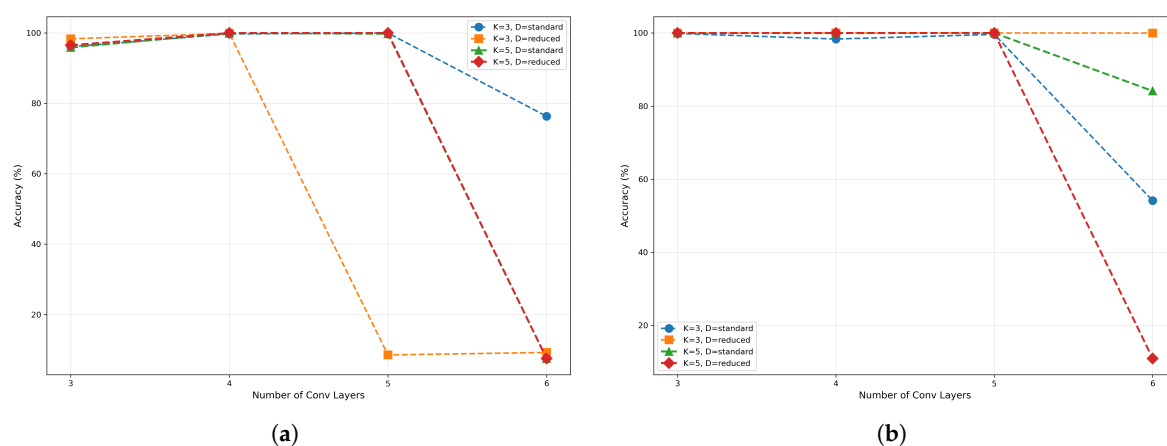 100
80
60
40
20
Accuracy (%)
K=3, D=standard
K=3, D=reduced
K=5, D=standard
K=5, D=reduced
3 4 5 6
Number of Conv Layers
(a)
100
80
60
40
20
Accuracy (%)
K=3, D=standard
K=3, D=reduced
K=5, D=standard
K=5, D=reduced
3 4 5 6
Number of Conv Layers
(b)